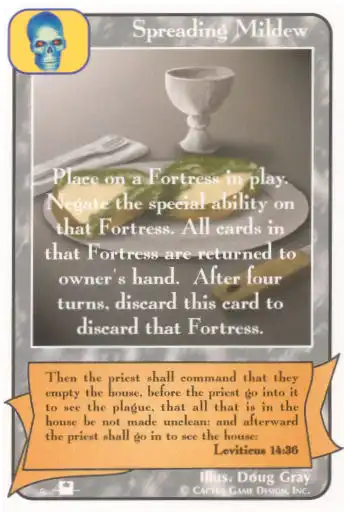 Spreading Mildew
Place on a Fortress in play.
Negate the special ability on
that Fortress. All cards in
that Fortress are returned to
owner's hand. After four
turns, discard this card to
discard that Fortress.
Then the priest shall command that they
empty the house, before the priest go into it
to see the plague, that all that is in the
house be not made unclean: and afterward
the priest shall go in to see the house:
Leviticus 14:36
Illus. Doug Gray
© Cactus Game Design, Inc.